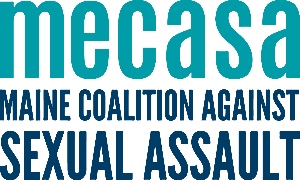 mecasa
MAINE COALITION AGAINST
SEXUAL ASSAULT